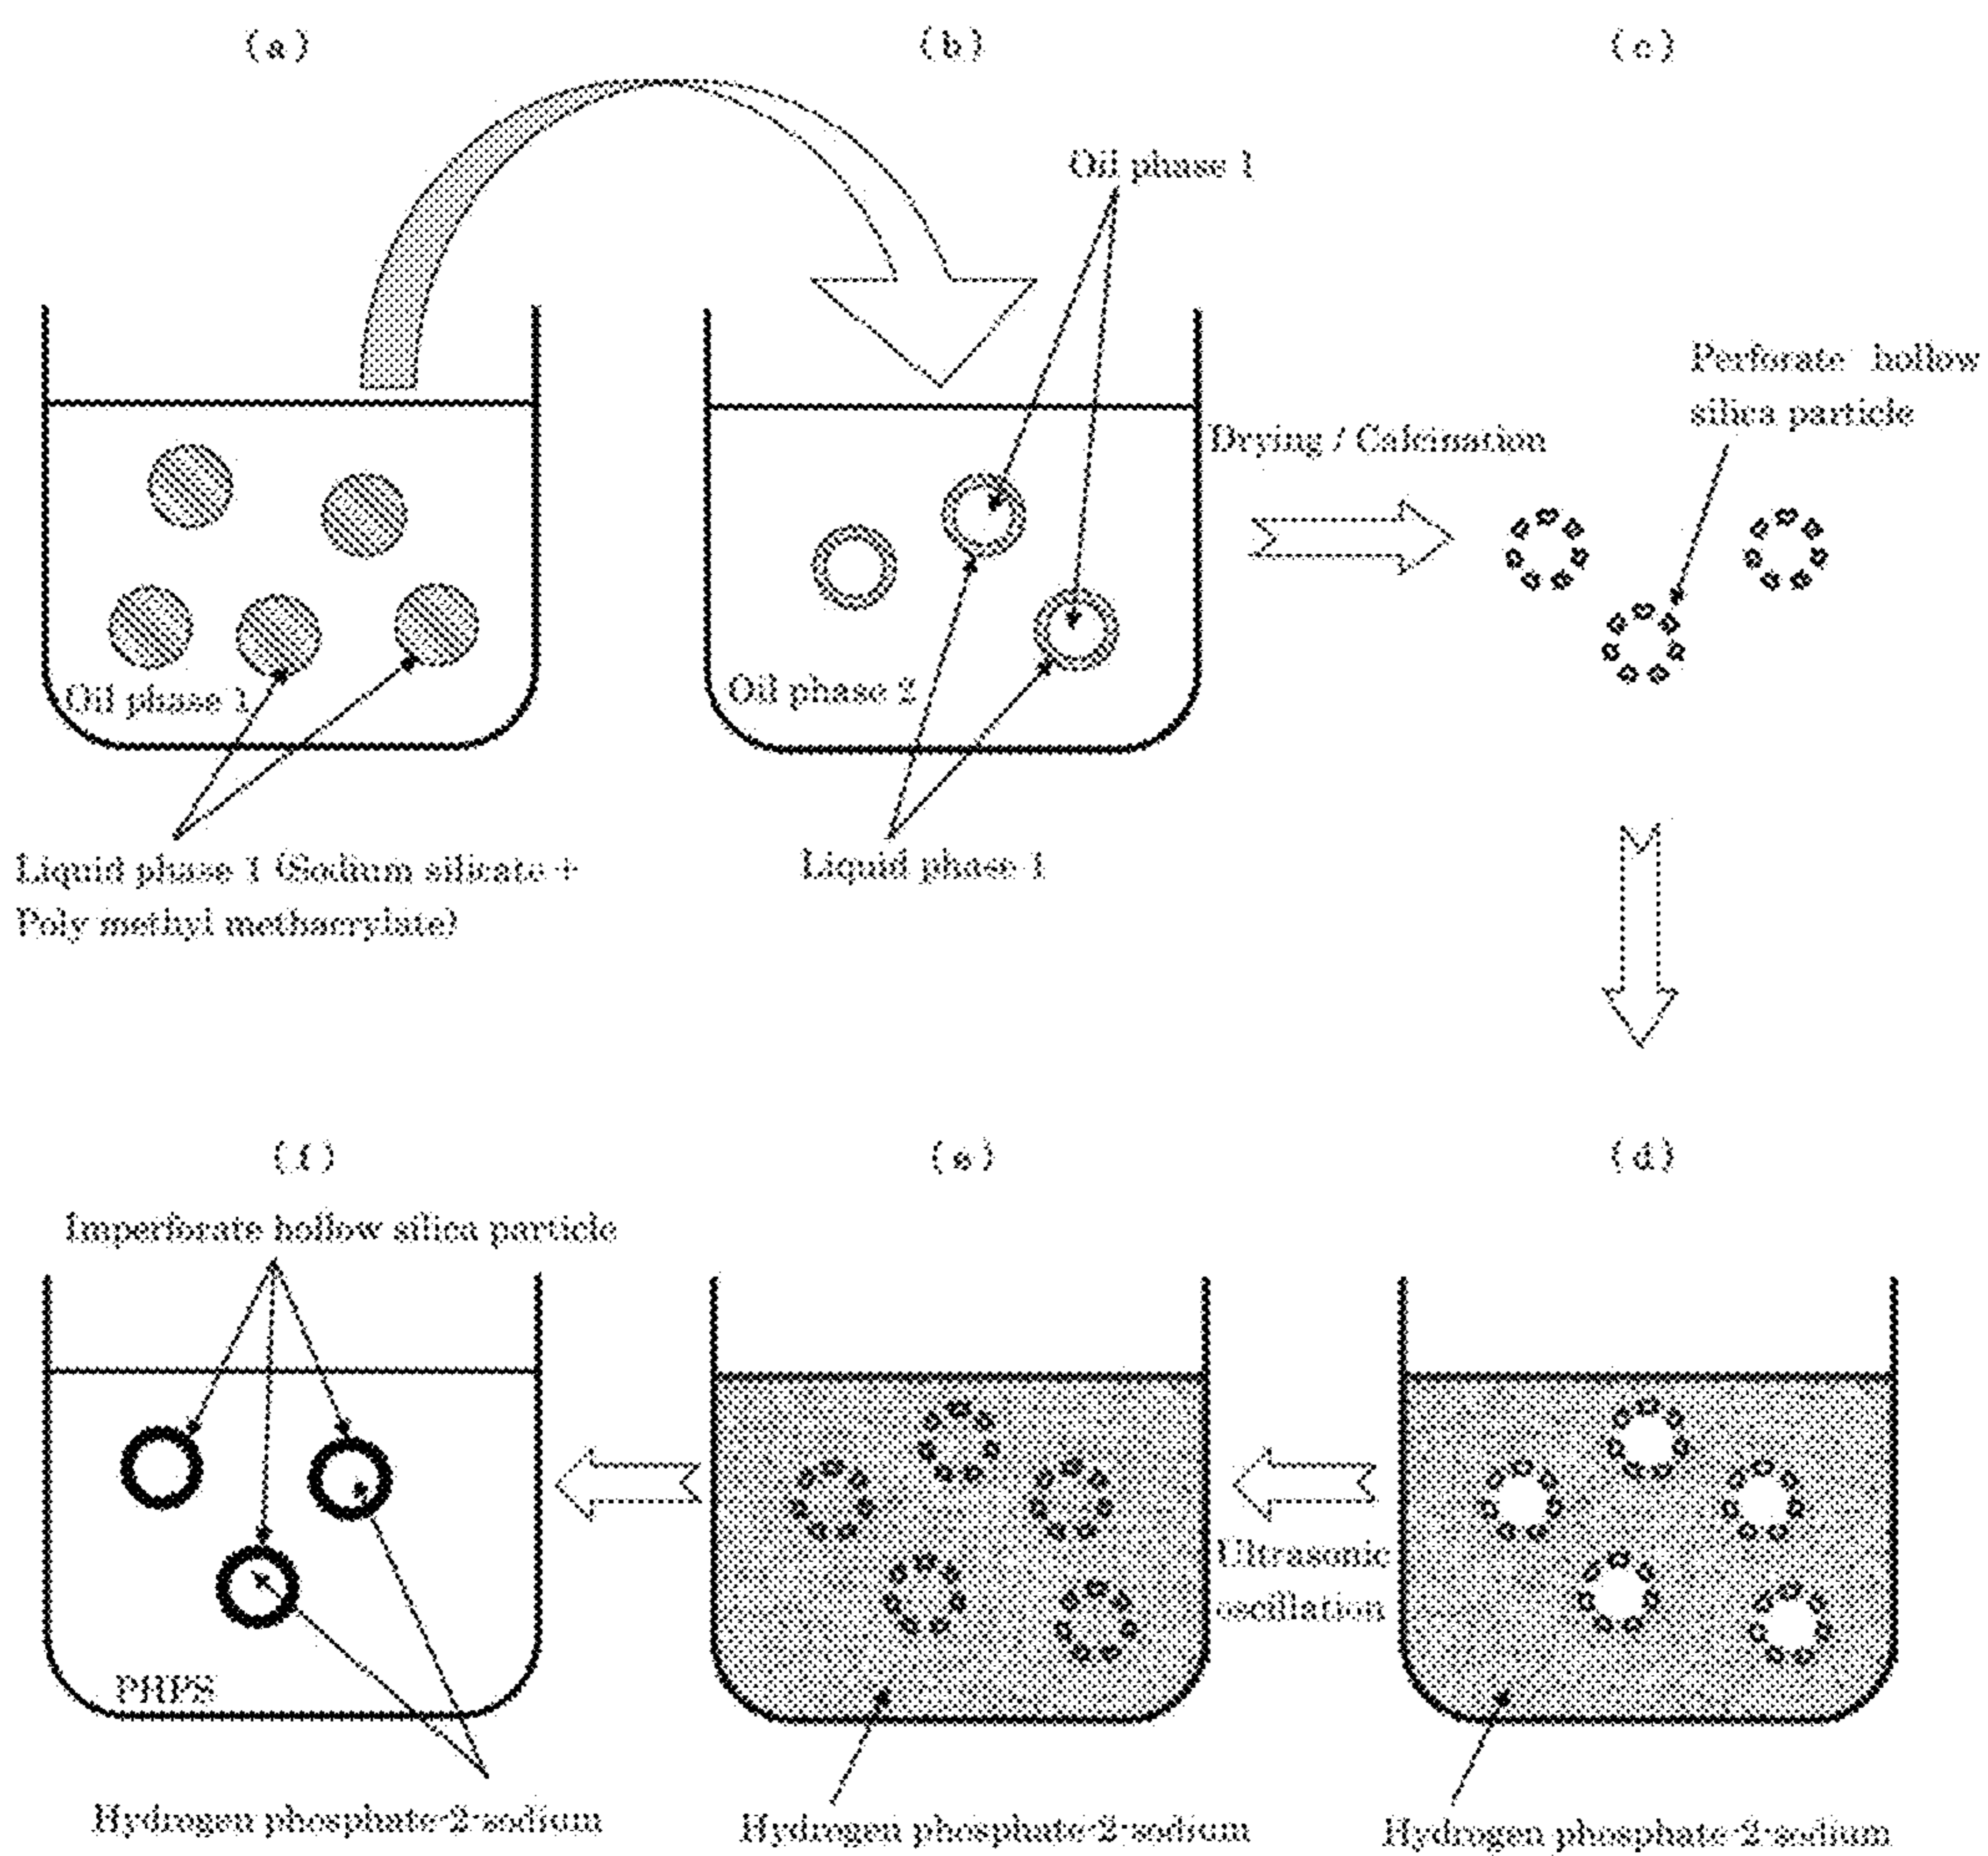 (a)
(b)
(c)
Oil phase 1
Perforate hollow
silica particle
Drying / Calcination
Oil phase 1
Oil phase 2
Liquid phase 1 (Sodium silicate +
Poly methyl methacrylate)
Liquid phase 1
(f)
(e)
(d)
Imperforate hollow silica particle
Ultrasonic
oscillation
PHPS
Hydrogen phosphate-2-sodium
Hydrogen phosphate-2-sodium
Hydrogen phosphate-2-sodium